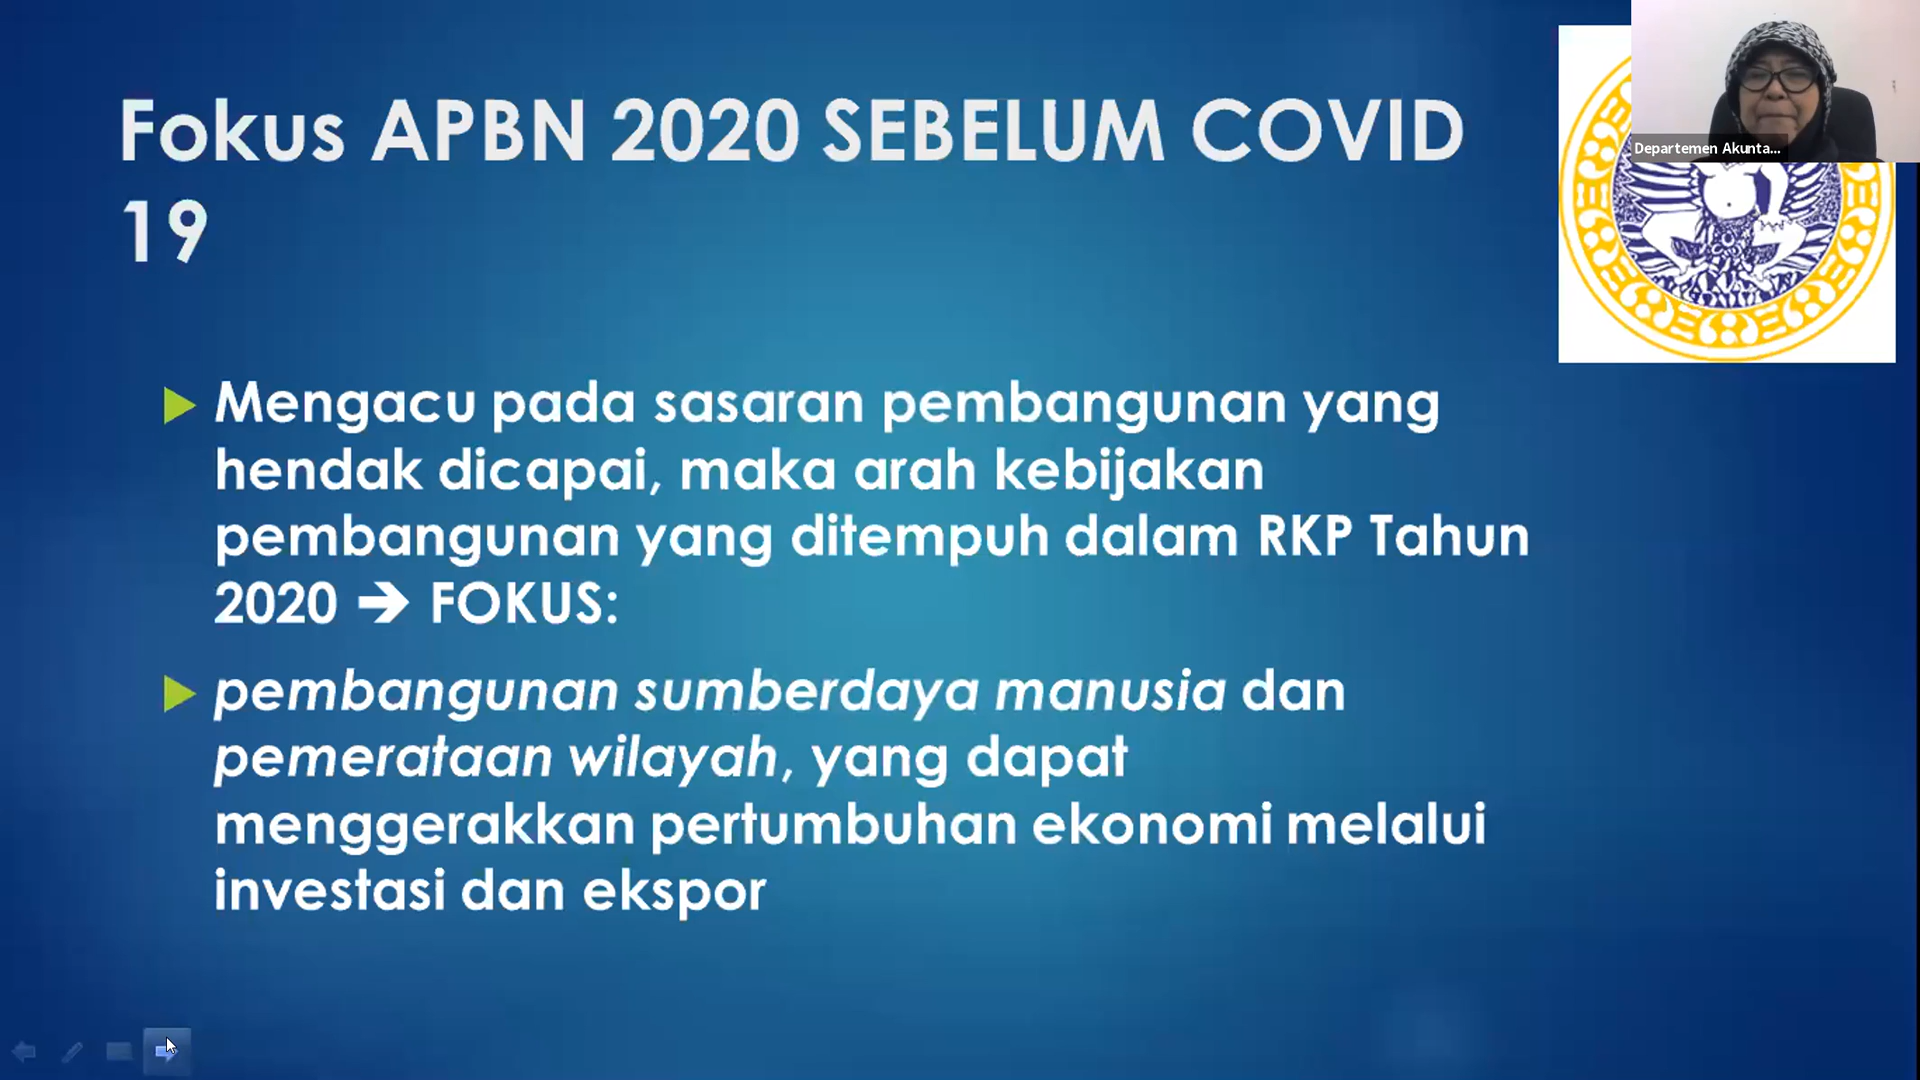 Fokus APBN 2020 SEBELUM COVID
19
Departemen Akunta...
Mengacu pada sasaran pembangunan yang
hendak dicapai, maka arah kebijakan
pembangunan yang ditempuh dalam RKP Tahun
2020 ➔ FOKUS:
pembangunan sumberdaya manusia dan
pemerataan wilayah, yang dapat
menggerakkan pertumbuhan ekonomi melalui
investasi dan ekspor